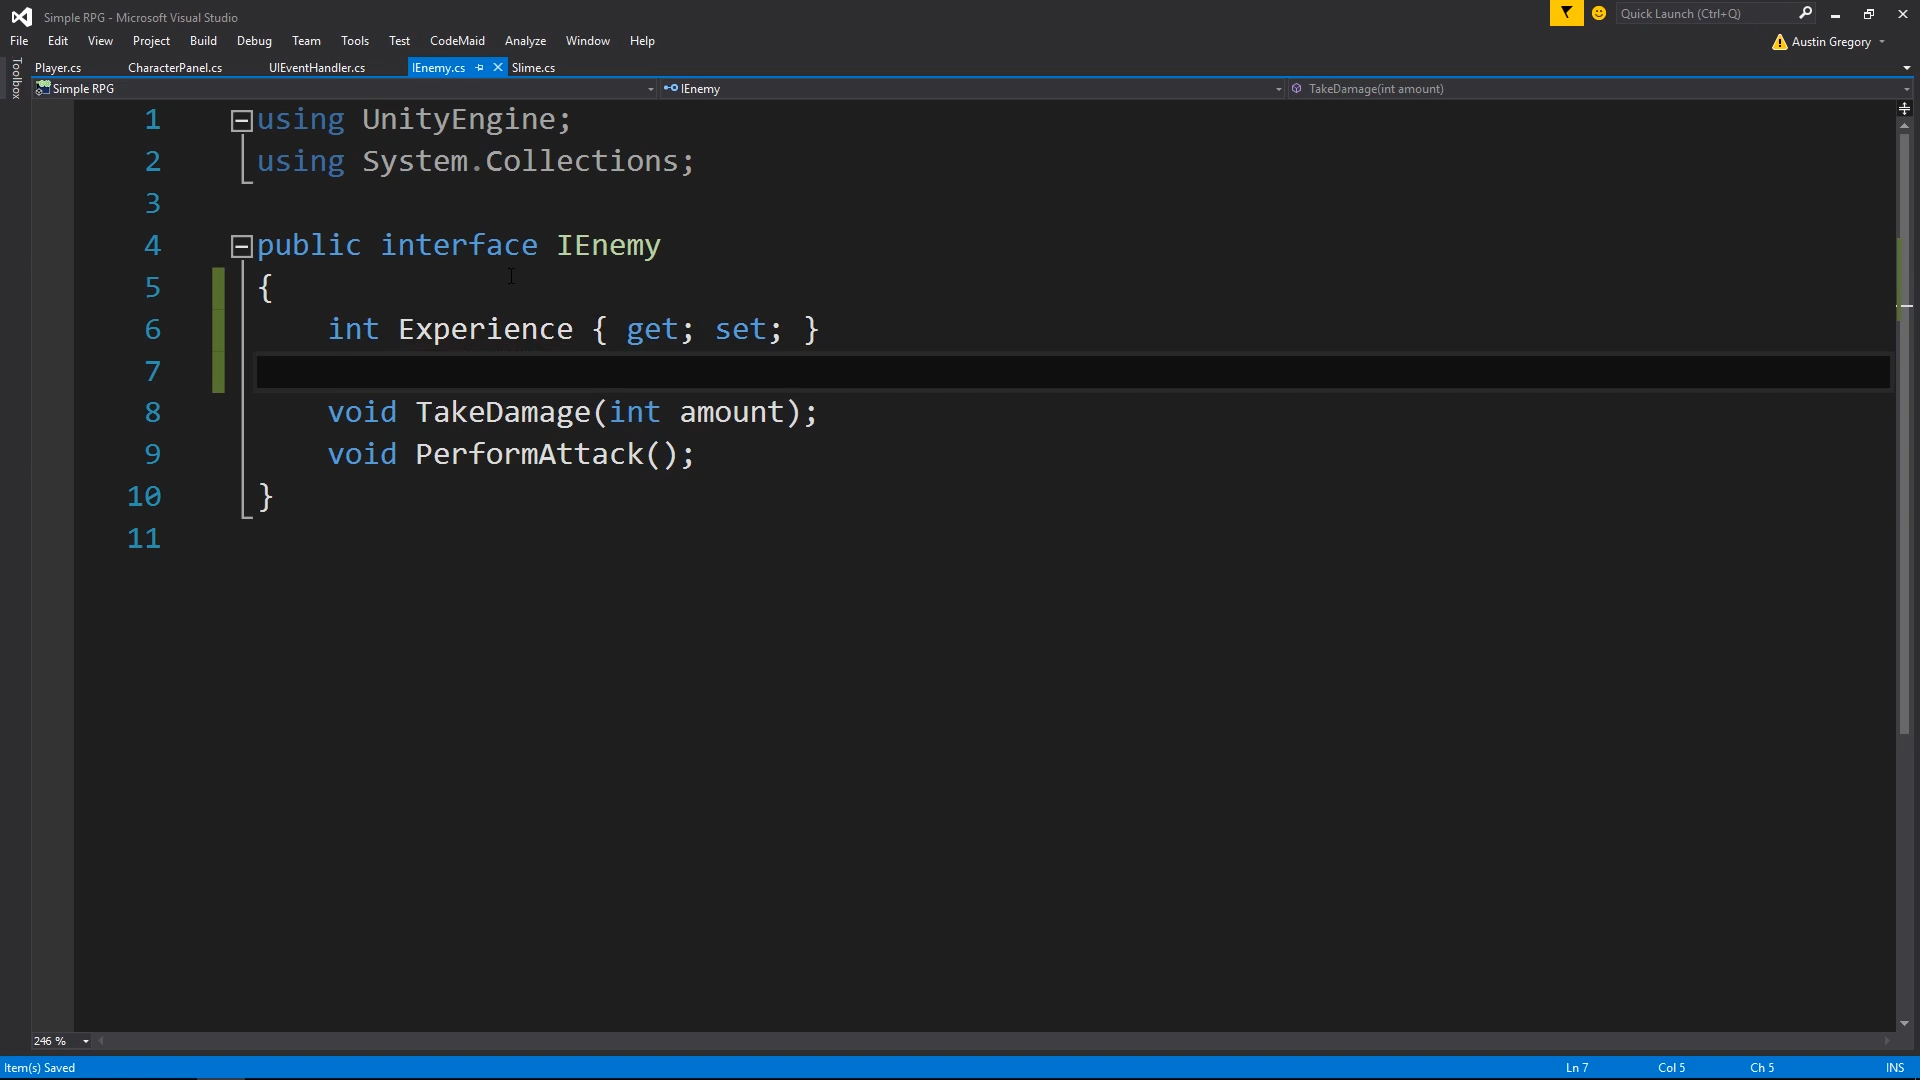 Simple RPG - Microsoft Visual Studio
Quick Launch (Ctrl+Q)
File Edit View Project Build Debug Team Tools Test CodeMaid Analyze Window Help
Austin Gregory
Toolbox
Player.cs CharacterPanel.cs UIEventHandler.cs IEnemy.cs Slime.cs
Simple RPG IEnemy TakeDamage(int amount)
1 using UnityEngine;
2 using System.Collections;
3
4 public interface IEnemy
5 {
6 int Experience { get; set; }
7
8 void TakeDamage(int amount);
9 void PerformAttack();
10 }
11
246 %
Item(s) Saved Ln 7 Col 5 Ch 5 INS